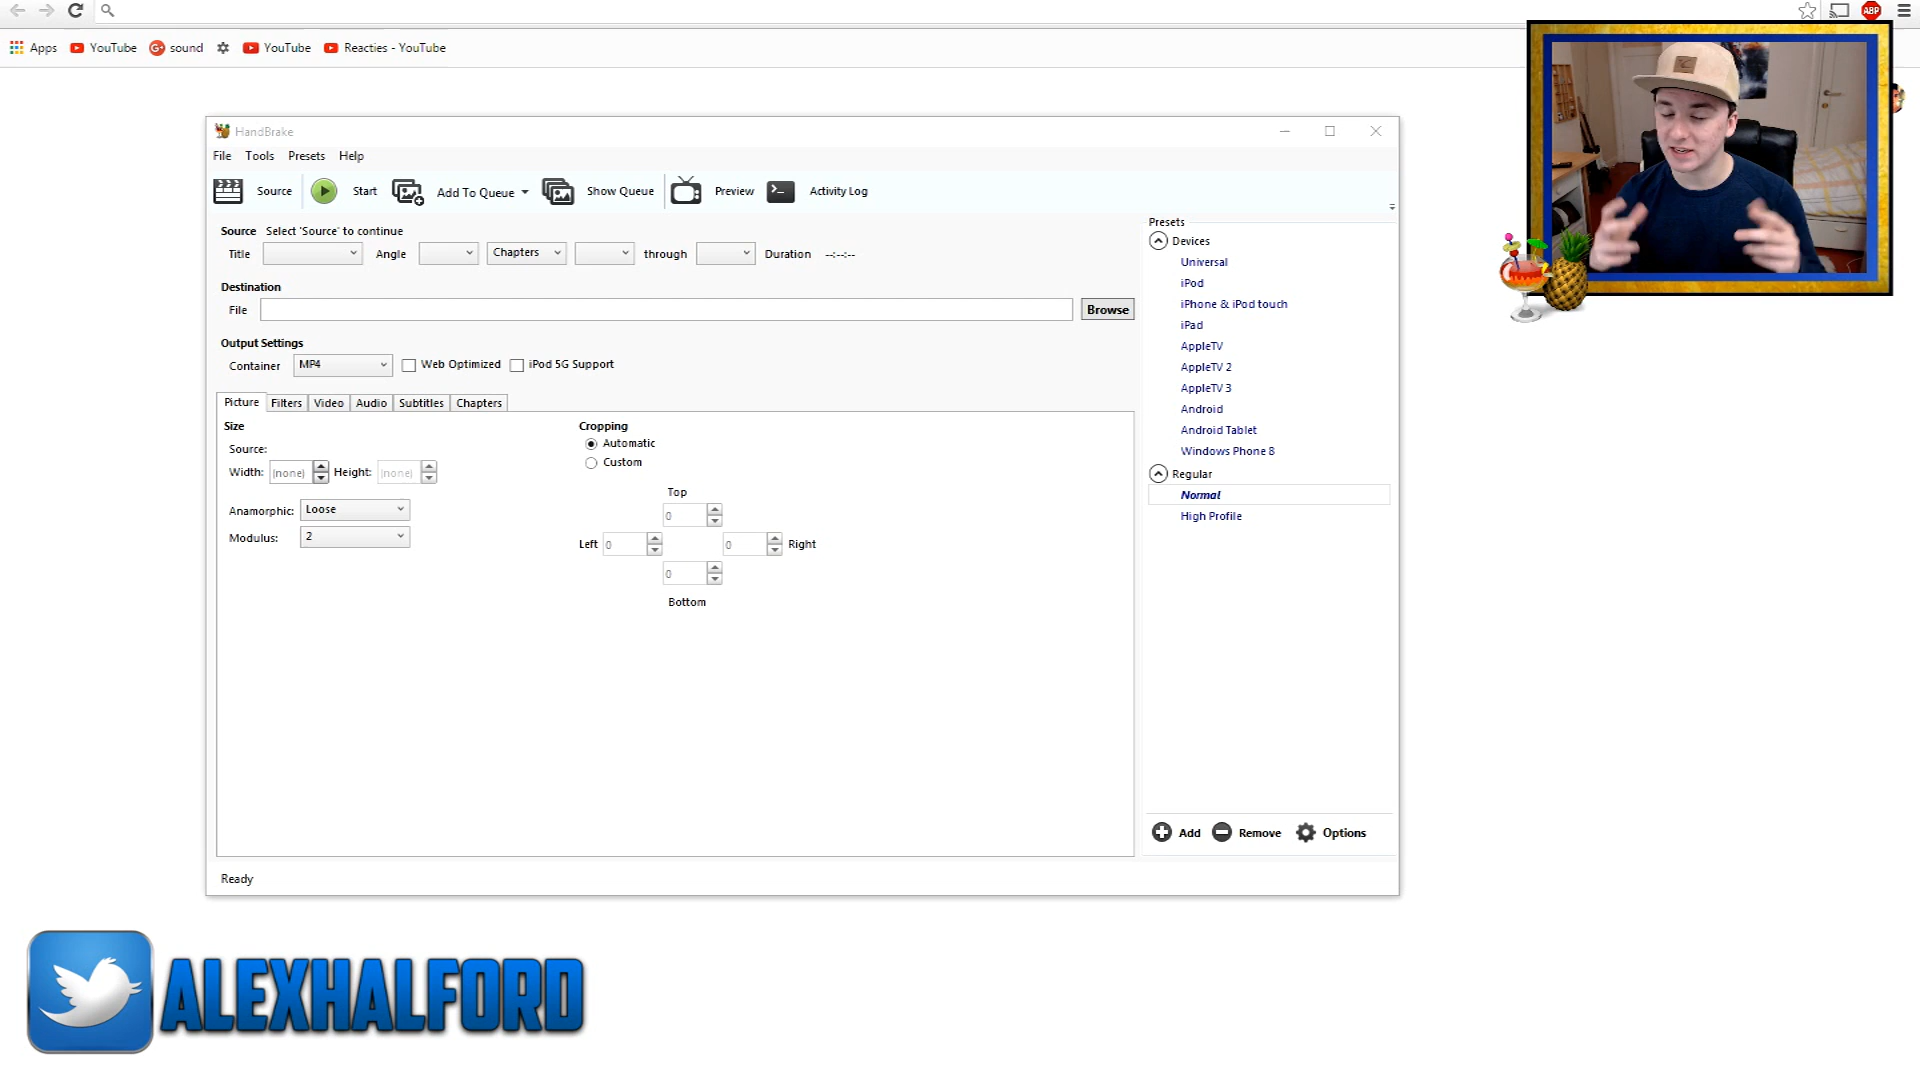 Apps YouTube sound YouTube Reacties - YouTube
ABP
HandBrake
File Tools Presets Help
Source Start Add To Queue Show Queue Preview Activity Log
Source Select 'Source' to continue
Title Angle Chapters through Duration --:--:--
Destination
File Browse
Output Settings
Container MP4 Web Optimized iPod 5G Support
Picture Filters Video Audio Subtitles Chapters
Size
Source:
Width: (none) Height: (none)
Anamorphic: Loose
Modulus: 2
Cropping
Automatic
Custom
Top
0
Left 0 0 Right
0
Bottom
Presets
Devices
Universal
iPod
iPhone & iPod touch
iPad
AppleTV
AppleTV 2
AppleTV 3
Android
Android Tablet
Windows Phone 8
Regular
Normal
High Profile
Add Remove Options
Ready
ALEXHALFORD